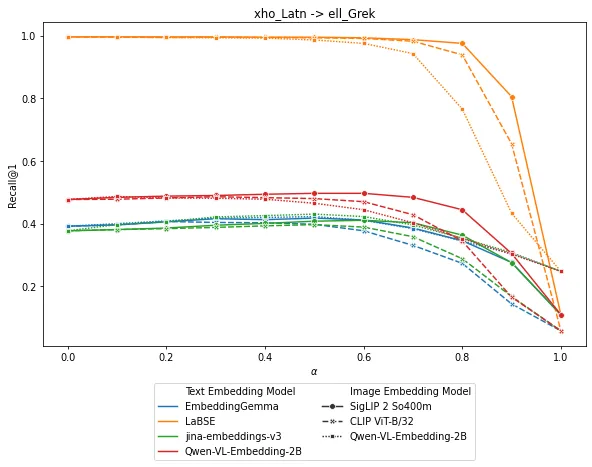 xho_Latn -> ell_Grek
Recall@1
1.0
0.8
0.6
0.4
0.2
0.0 0.2 0.4 0.6 0.8 1.0
α
Text Embedding Model
EmbeddingGemma
LaBSE
jina-embeddings-v3
Qwen-VL-Embedding-2B
Image Embedding Model
SigLIP 2 So400m
CLIP ViT-B/32
Qwen-VL-Embedding-2B